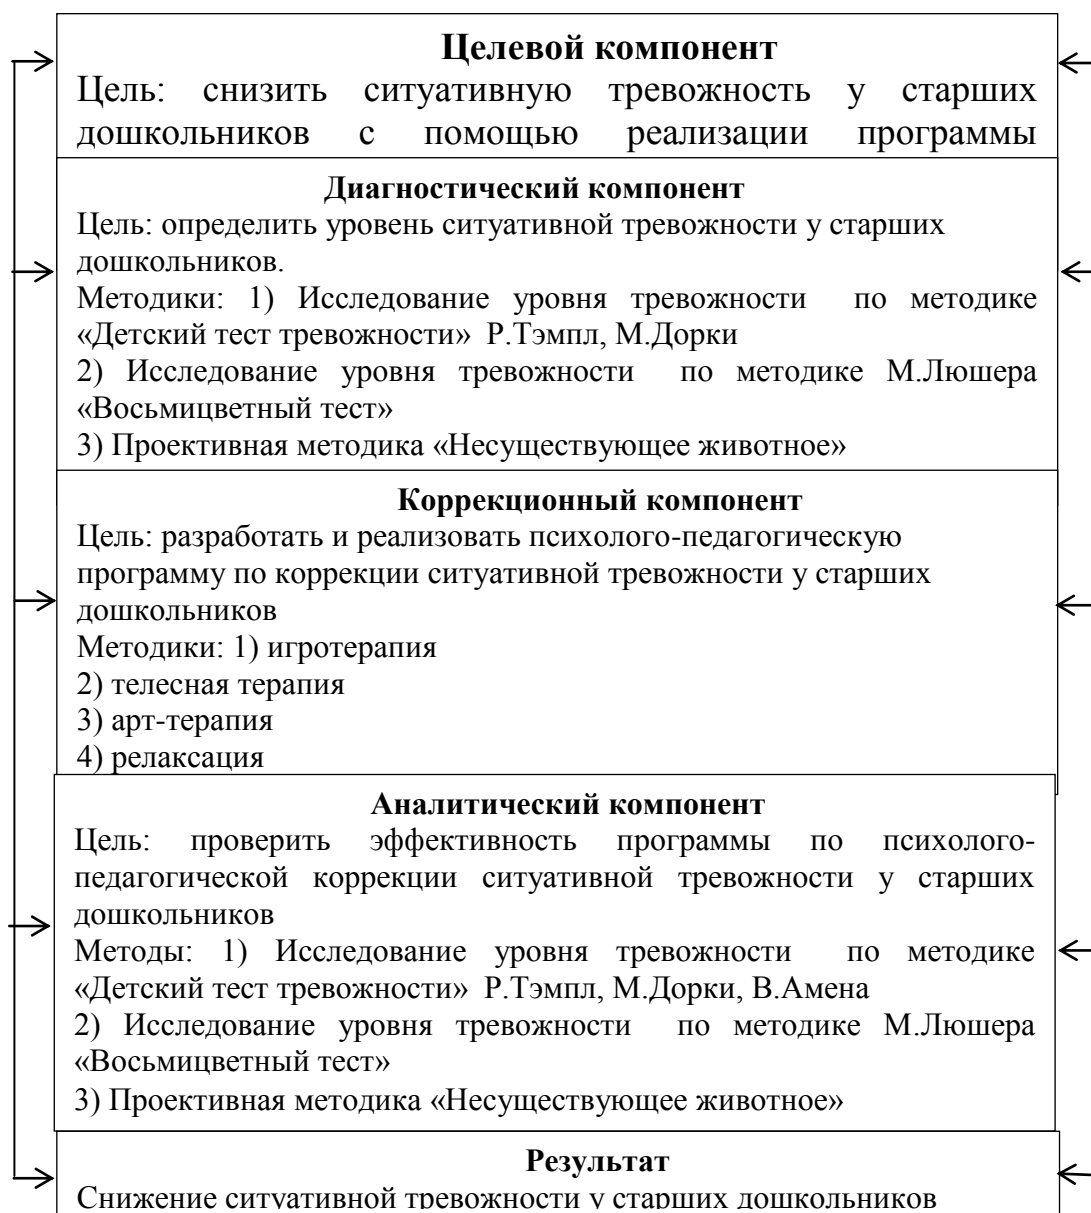 Целевой компонент
Цель: снизить ситуативную тревожность у старших
дошкольников с помощью реализации программы
Диагностический компонент
Цель: определить уровень ситуативной тревожности у старших
дошкольников.
Методики: 1) Исследование уровня тревожности по методике
«Детский тест тревожности» Р.Тэмпл, М.Дорки
2) Исследование уровня тревожности по методике М.Люшера
«Восьмицветный тест»
3) Проективная методика «Несуществующее животное»
Коррекционный компонент
Цель: разработать и реализовать психолого-педагогическую
программу по коррекции ситуативной тревожности у старших
дошкольников
Методики: 1) игротерапия
2) телесная терапия
3) арт-терапия
4) релаксация
Аналитический компонент
Цель: проверить эффективность программы по психолого-
педагогической коррекции ситуативной тревожности у старших
дошкольников
Методы: 1) Исследование уровня тревожности по методике
«Детский тест тревожности» Р.Тэмпл, М.Дорки, В.Амена
2) Исследование уровня тревожности по методике М.Люшера
«Восьмицветный тест»
3) Проективная методика «Несуществующее животное»
Результат
Снижение ситуативной тревожности у старших дошкольников